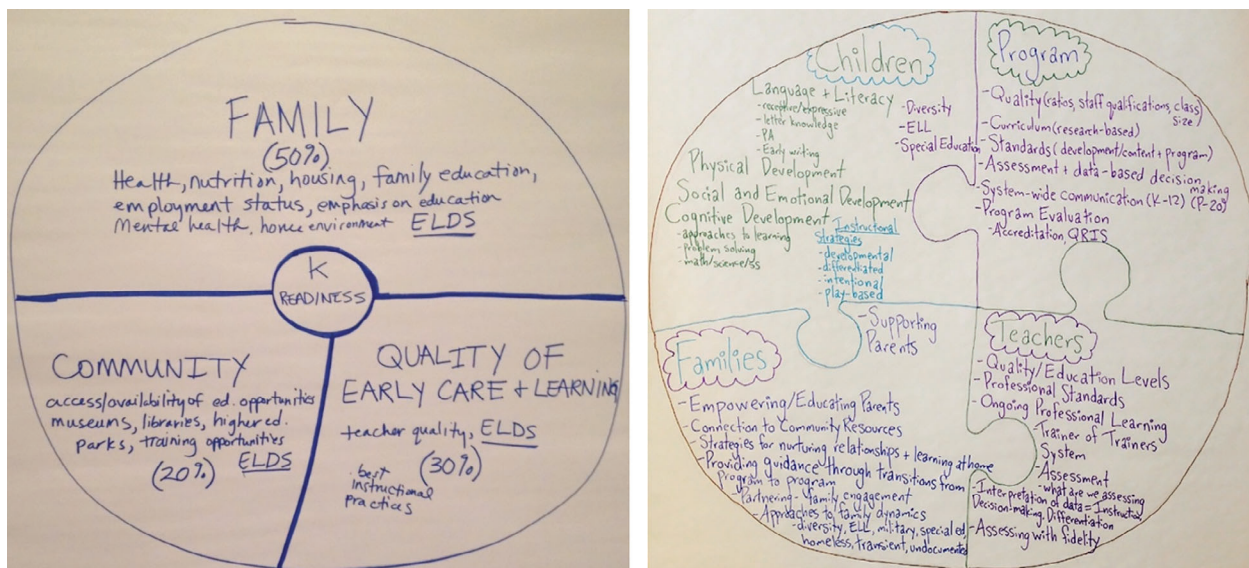 FAMILY
(50%)
Health, nutrition, housing, family education,
employment status, emphasis on education
Mental health, home environment ELDS
K
READINESS
COMMUNITY
access/availability of ed. opportunities
museums, libraries, higher ed.
parks, training opportunities
(20%) ELDS
QUALITY OF
EARLY CARE + LEARNING
teacher quality, ELDS
(30%)
· best
instructional
practices
Children
Language + Literacy
- receptive/expressive
- letter knowledge
- PA
- Early writing
- Diversity
- ELL
- Special Education
Physical Development
Social and Emotional Development
Cognitive Development
- approaches to learning
- problem solving
- math/science/ss
Instructional
Strategies
- developmental
- differentiated
- intentional
- play-based
Program
- Quality (ratios, staff qualifications, class
size)
- Curriculum (research-based)
- Standards (development/content + program)
- Assessment + data-based decision
making
- System-wide communication (K-12) (P-20)
- Program Evaluation
- Accreditation, QRIS
Families
- Supporting
Parents
- Empowering/Educating Parents
- Connection to Community Resources
- Strategies for nurturing relationships + learning at home
- Providing guidance through transitions from
Program to program
- Partnering - family engagement
- Approaches to family dynamics
- diversity, ELL, military, special ed,
homeless, transient, undocumented
Teachers
- Quality/Education Levels
- Professional Standards
- Ongoing Professional Learning
- Trainer of Trainers
System
- Assessment
- what are we assessing
- Interpretation of data = Instruction,
Decision-making, Differentiation
- Assessing with fidelity